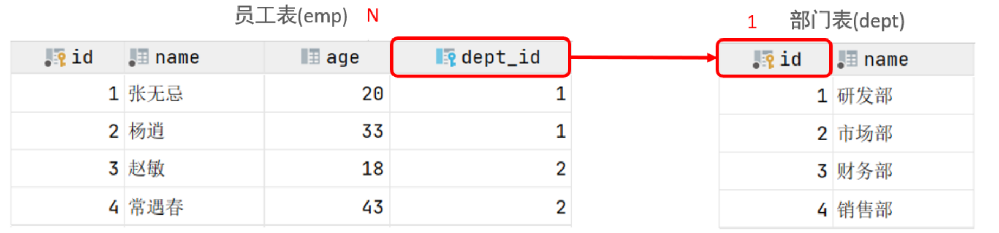 员工表(emp) N
1 部门表(dept)
id name age dept_id
1 张无忌 20 1
2 杨逍 33 1
3 赵敏 18 2
4 常遇春 43 2
id name
1 研发部
2 市场部
3 财务部
4 销售部